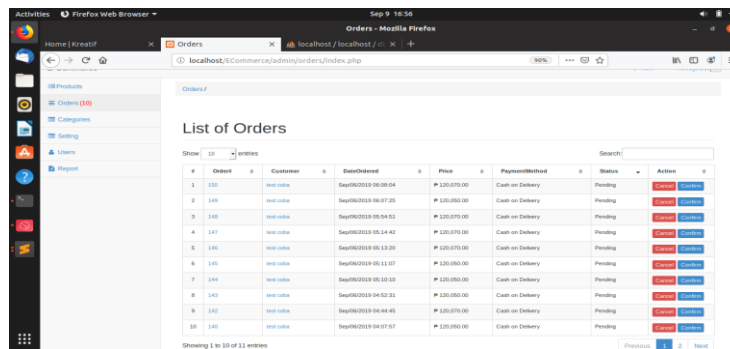 Activities Firefox Web Browser Sep 9 16:56
Orders - Mozilla Firefox
Home | Kreatif Orders localhost / localhost /
localhost/ECommerce/admin/orders/index.php 90%
Products
Orders (10)
Categories
Setting
Users
Report
Orders /
List of Orders
Show 10 entries Search:
# Order# Customer DateOrdered Price PaymentMethod Status Action
1 150 test coba Sep/06/2019 06:08:04 ₱ 120,070.00 Cash on Delivery Pending Cancel Confirm
2 149 test coba Sep/06/2019 06:07:25 ₱ 120,050.00 Cash on Delivery Pending Cancel Confirm
3 148 test coba Sep/06/2019 05:54:51 ₱ 120,070.00 Cash on Delivery Pending Cancel Confirm
4 147 test coba Sep/06/2019 05:14:42 ₱ 120,070.00 Cash on Delivery Pending Cancel Confirm
5 146 test coba Sep/06/2019 05:13:20 ₱ 120,070.00 Cash on Delivery Pending Cancel Confirm
6 145 test coba Sep/06/2019 05:11:07 ₱ 120,050.00 Cash on Delivery Pending Cancel Confirm
7 144 test coba Sep/06/2019 05:10:10 ₱ 120,050.00 Cash on Delivery Pending Cancel Confirm
8 143 test coba Sep/06/2019 04:52:31 ₱ 120,050.00 Cash on Delivery Pending Cancel Confirm
9 142 test coba Sep/06/2019 04:44:45 ₱ 120,070.00 Cash on Delivery Pending Cancel Confirm
10 140 test coba Sep/06/2019 04:07:57 ₱ 120,050.00 Cash on Delivery Pending Cancel Confirm
Showing 1 to 10 of 11 entries Previous 1 2 Next